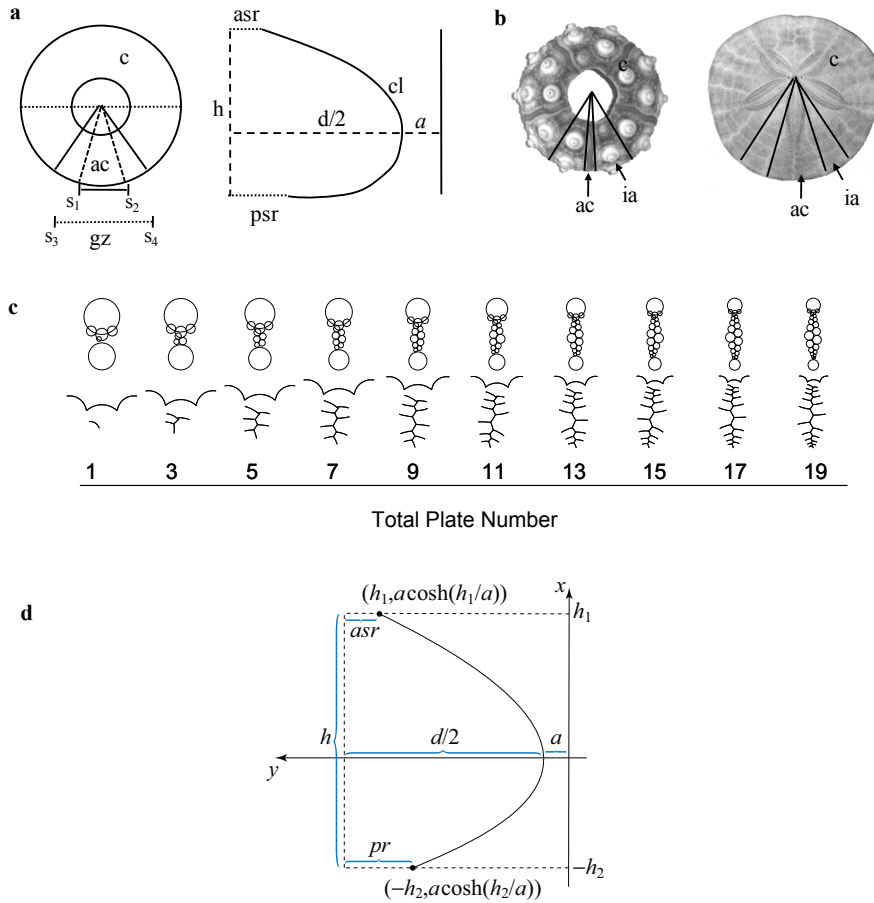 a
asr
c
cl
h
d/2
a
ac
s1 s2
s3 gz s4
psr
b
c
ac
ia
c
ac
ia
c
1 3 5 7 9 11 13 15 17 19
Total Plate Number
d
(h1,acosh(h1/a))
x
h1
asr
h
d/2
a
y
pr
−h2
(−h2,acosh(h2/a))